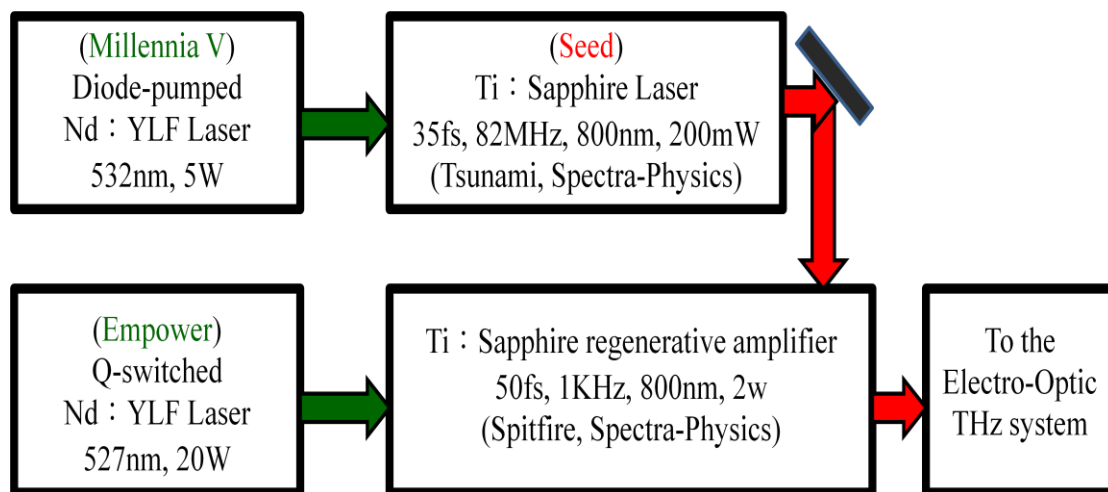 (Millennia V)
Diode-pumped
Nd：YLF Laser
532nm, 5W
(Seed)
Ti：Sapphire Laser
35fs, 82MHz, 800nm, 200mW
(Tsunami, Spectra-Physics)
(Empower)
Q-switched
Nd：YLF Laser
527nm, 20W
Ti：Sapphire regenerative amplifier
50fs, 1KHz, 800nm, 2w
(Spitfire, Spectra-Physics)
To the
Electro-Optic
THz system